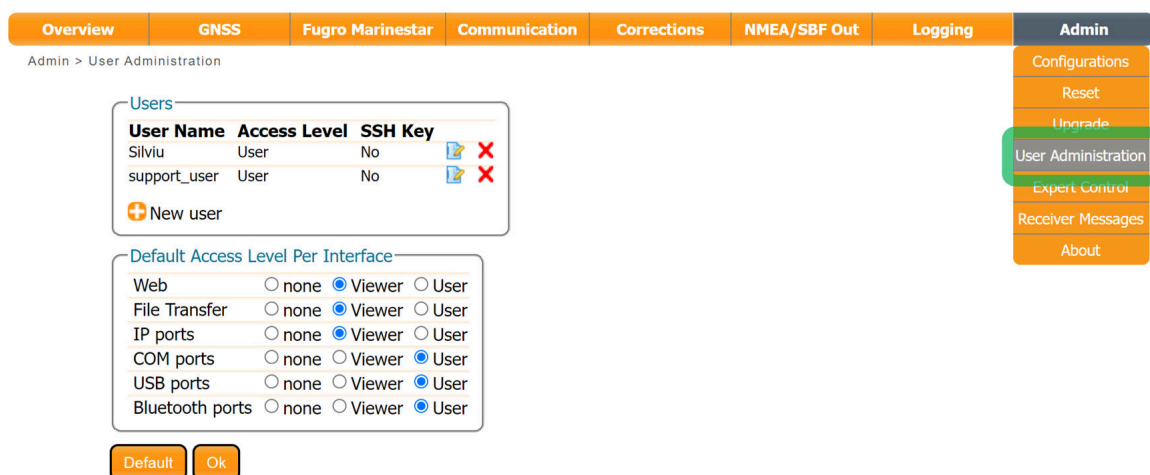 Overview GNSS Fugro Marinestar Communication Corrections NMEA/SBF Out Logging Admin
Admin > User Administration
Configurations
Reset
Upgrade
User Administration
Expert Control
Receiver Messages
About
Users
User Name Access Level SSH Key
Silviu User No
support_user User No
New user
Default Access Level Per Interface
Web none Viewer User
File Transfer none Viewer User
IP ports none Viewer User
COM ports none Viewer User
USB ports none Viewer User
Bluetooth ports none Viewer User
Default Ok